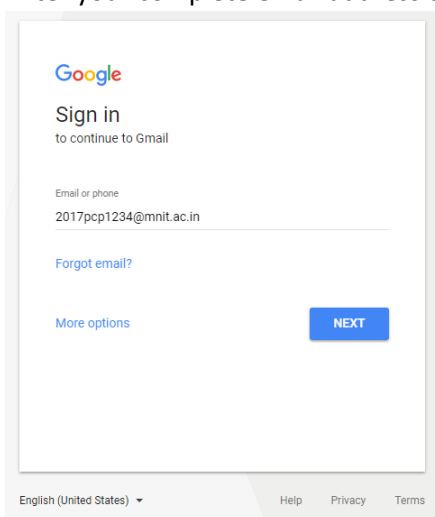 Google
Sign in
to continue to Gmail
Email or phone
2017pcp1234@mnit.ac.in
Forgot email?
More options
NEXT
English (United States)
Help Privacy Terms